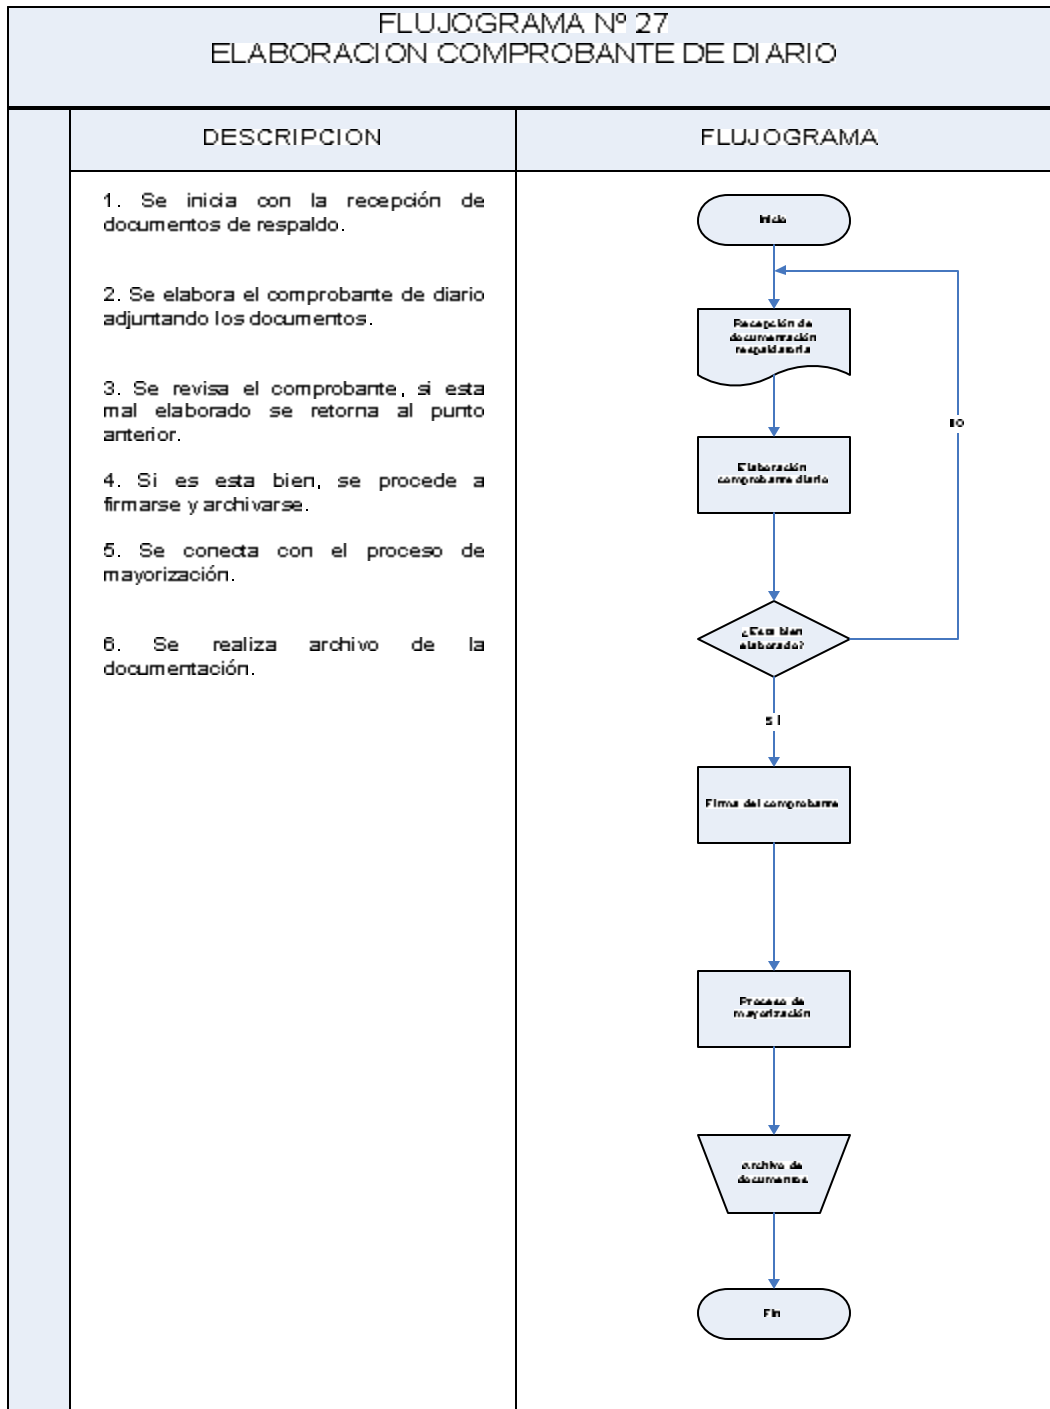 FLUJOGRAMA Nº 27
ELABORACION COMPROBANTE DE DIARIO
DESCRIPCION
FLUJOGRAMA
1. Se inicia con la recepción de
documentos de respaldo.
2. Se elabora el comprobante de diario
adjuntando los documentos.
3. Se revisa el comprobante, si esta
mal elaborado se retorna al punto
anterior.
4. Si es esta bien, se procede a
firmarse y archivarse.
5. Se conecta con el proceso de
mayorización.
6. Se realiza archivo de la
documentación.
Inicio
Recepción de
documentación
respaldatoria
Elaboración
comprobante diario
¿Esta bien
elaborado?
no
si
Firma del comprobante
Proceso de
mayorización
Archivo de
documentos
Fin